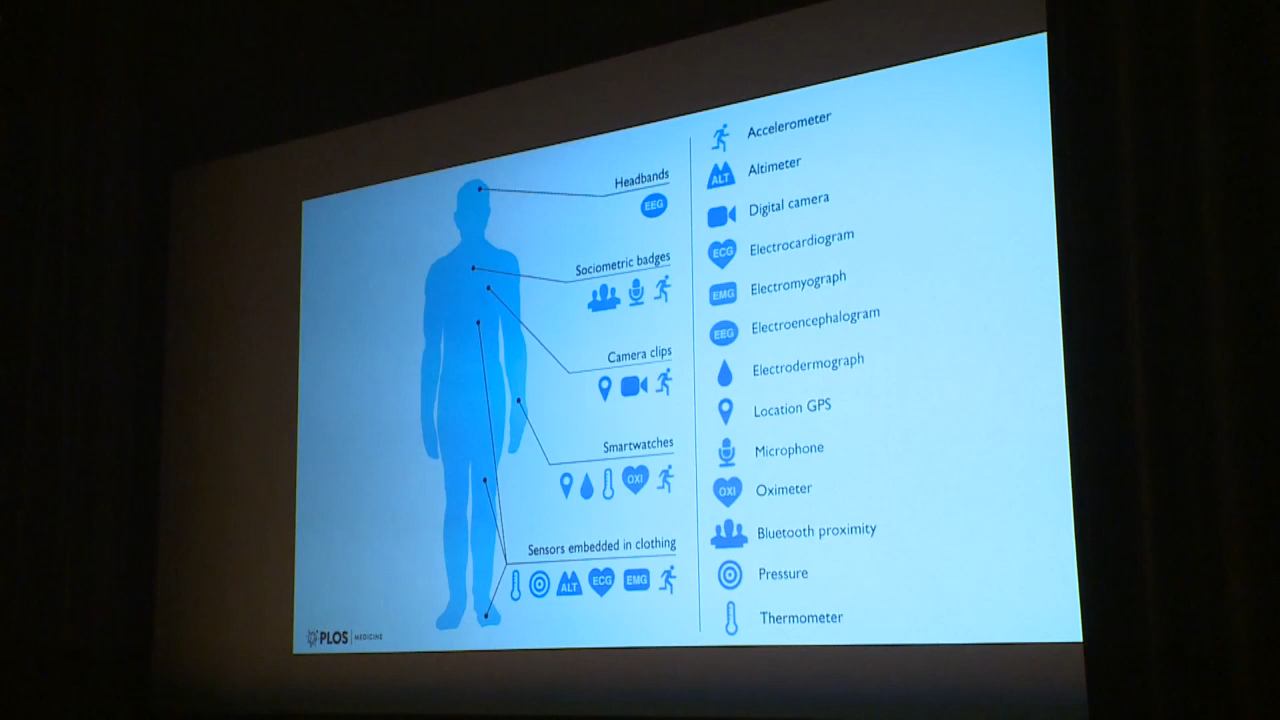 Headbands
EEG
Sociometric badges
Camera clips
Smartwatches
OXI
Sensors embedded in clothing
ALT ECG EMG
PLOS | MEDICINE
Accelerometer
ALT Altimeter
Digital camera
ECG Electrocardiogram
EMG Electromyograph
EEG Electroencephalogram
Electrodermograph
Location GPS
Microphone
OXI Oximeter
Bluetooth proximity
Pressure
Thermometer